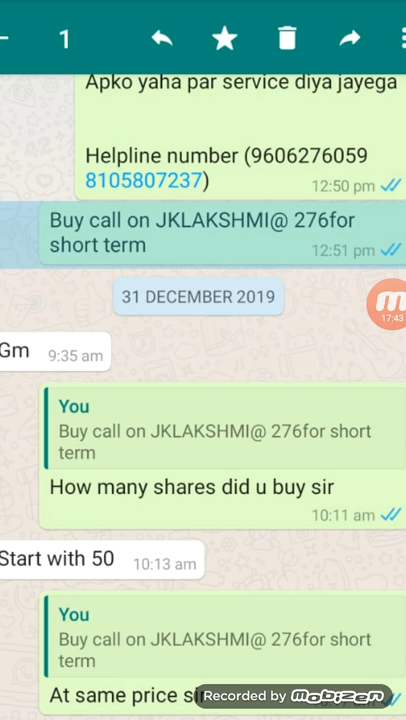 1
Apko yaha par service diya jayega
Helpline number (9606276059
8105807237)
12:50 pm
Buy call on JKLAKSHMI@ 276for
short term
12:51 pm
31 DECEMBER 2019
17:43
Gm
9:35 am
You
Buy call on JKLAKSHMI@ 276for short
term
How many shares did u buy sir
10:11 am
Start with 50
10:13 am
You
Buy call on JKLAKSHMI@ 276for short
term
At same price
Recorded by mobizen